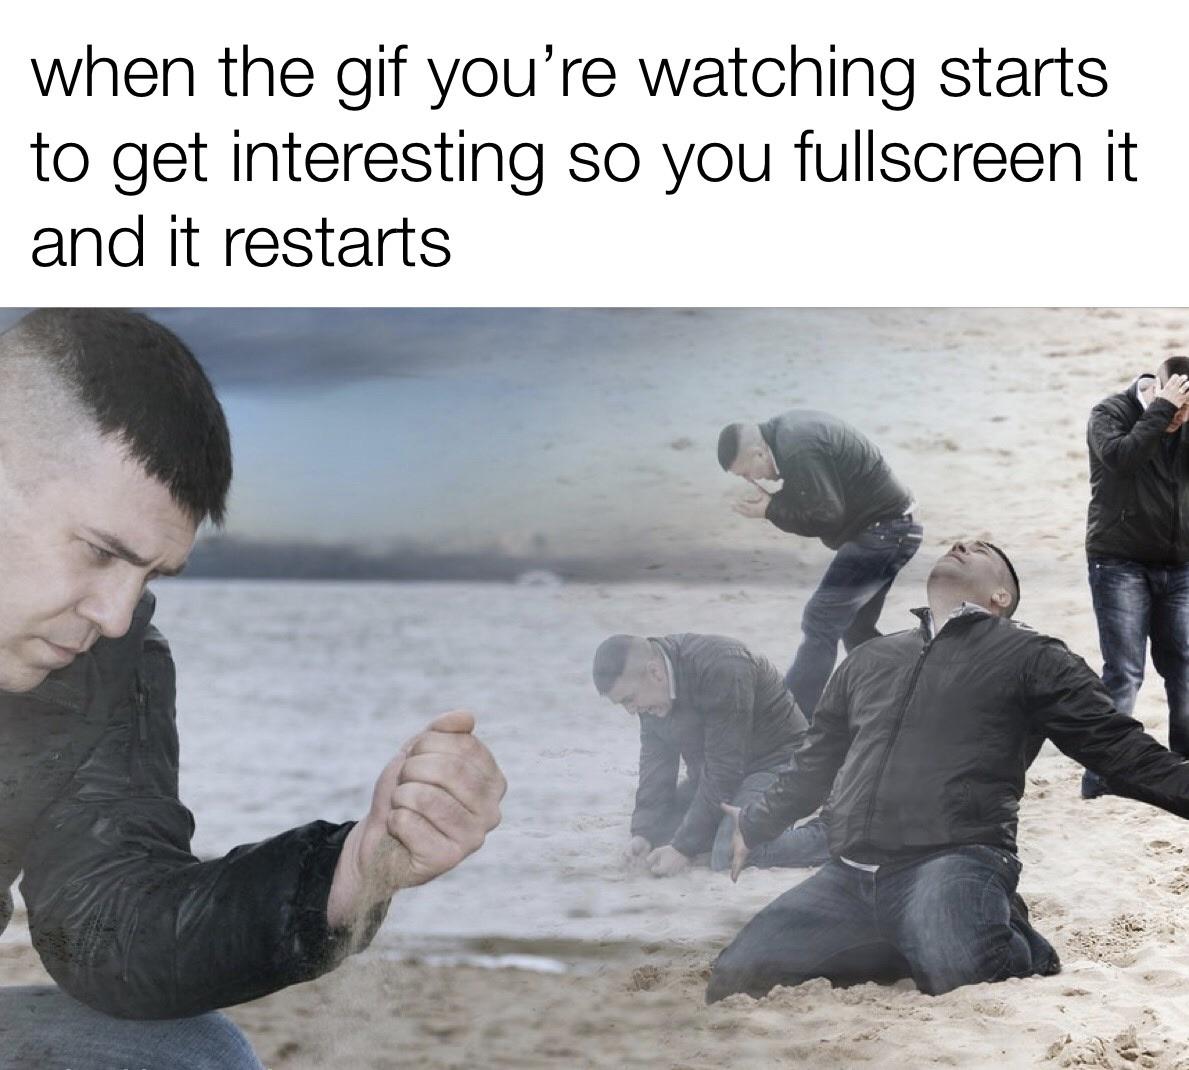 when the gif you’re watching starts
to get interesting so you fullscreen it
and it restarts